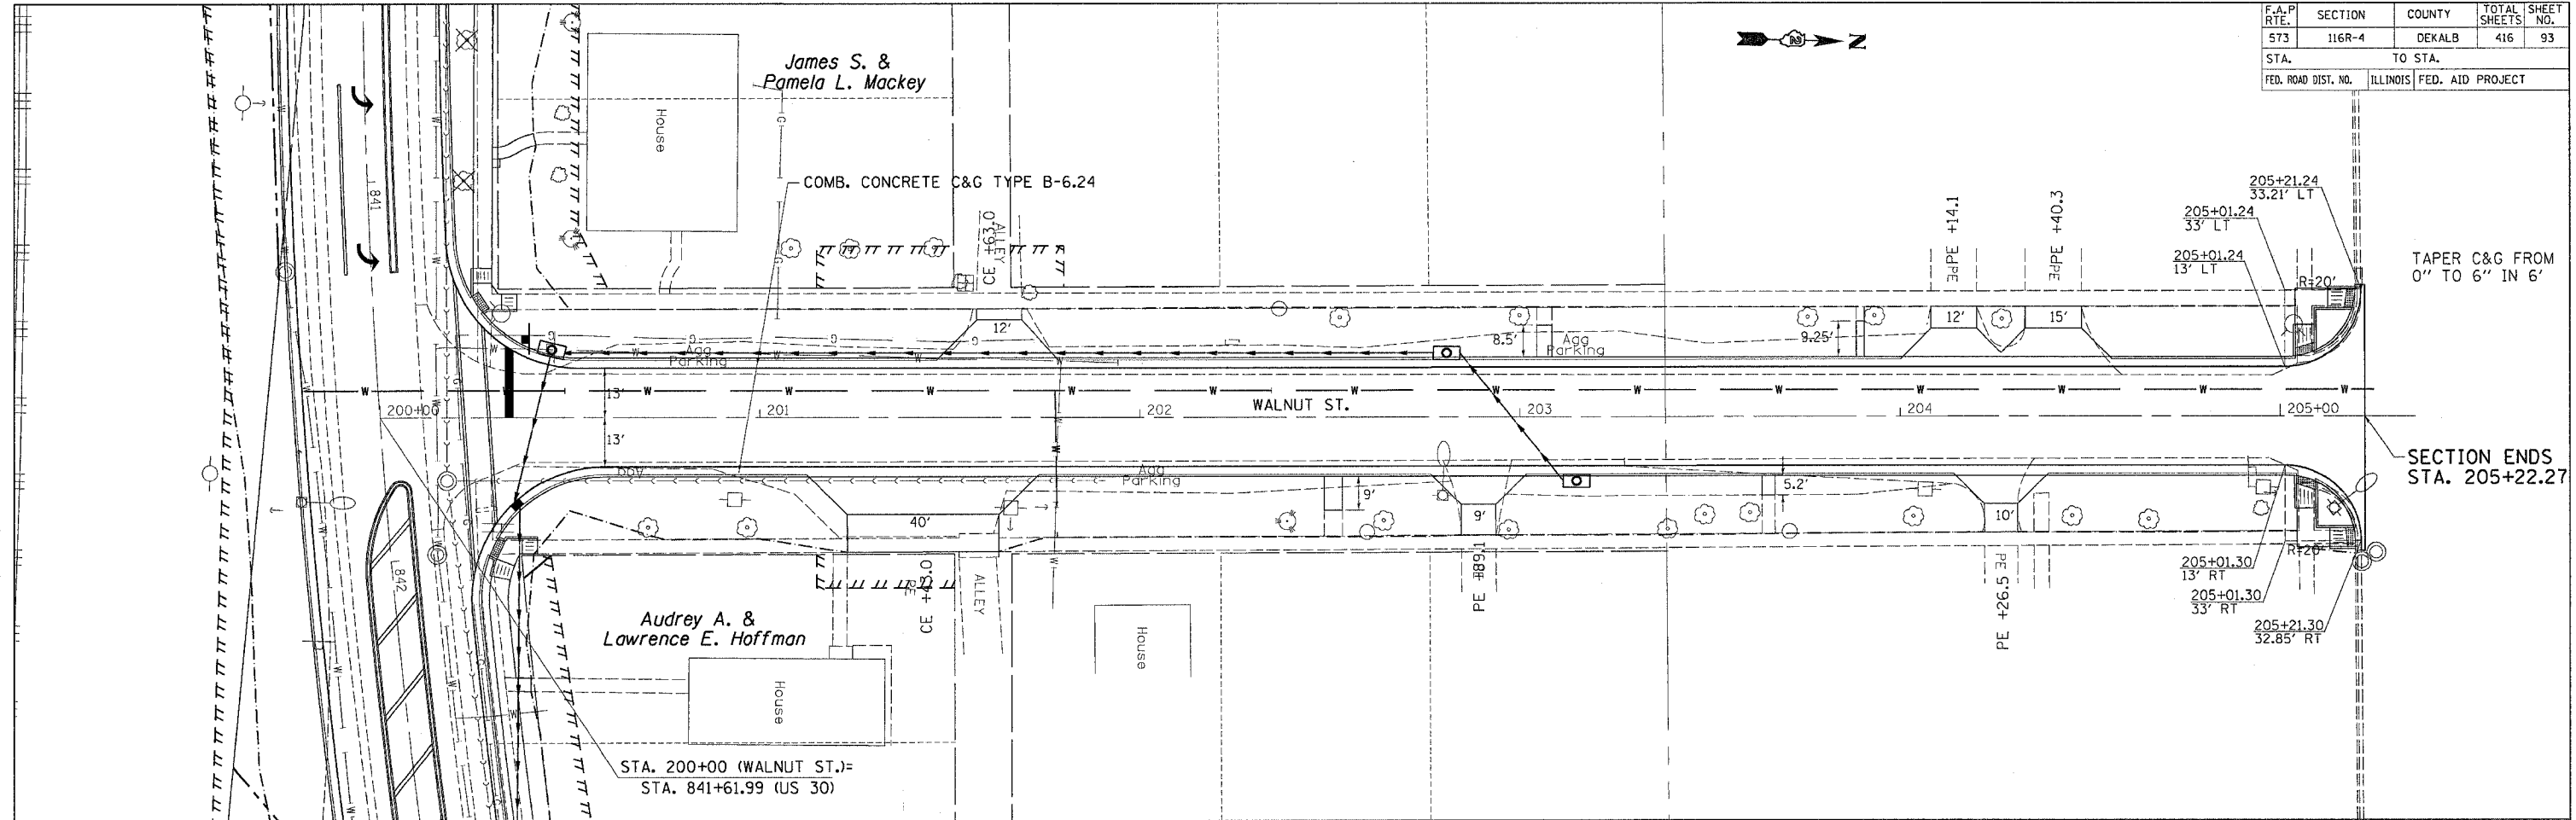 F.A.P RTE. SECTION COUNTY TOTAL SHEETS SHEET NO.
573 116R-4 DEKALB 416 93
STA. TO STA.
FED. ROAD DIST. NO. ILLINOIS FED. AID PROJECT
N
James S. &
Pamela L. Mackey
House
841
COMB. CONCRETE C&G TYPE B-6.24
CE +63.0
ALLEY
PE +14.1
PE +40.3
205+21.24
33.21' LT
205+01.24
33' LT
205+01.24
13' LT
R=20'
TAPER C&G FROM
0" TO 6" IN 6'
12'
8.5'
Agg
Parking
9.25'
12'
15'
Agg
Parking
13'
200+00
201
202
WALNUT ST.
203
204
205+00
13'
SECTION ENDS
STA. 205+22.27
Agg
Parking
40'
9'
9'
5.2'
10'
R=20'
842
CE +43.0
PE
ALLEY
PE +89.1
PE +26.5
PE
205+01.30
13' RT
205+01.30
33' RT
205+21.30
32.85' RT
Audrey A. &
Lawrence E. Hoffman
House
House
STA. 200+00 (WALNUT ST.)=
STA. 841+61.99 (US 30)